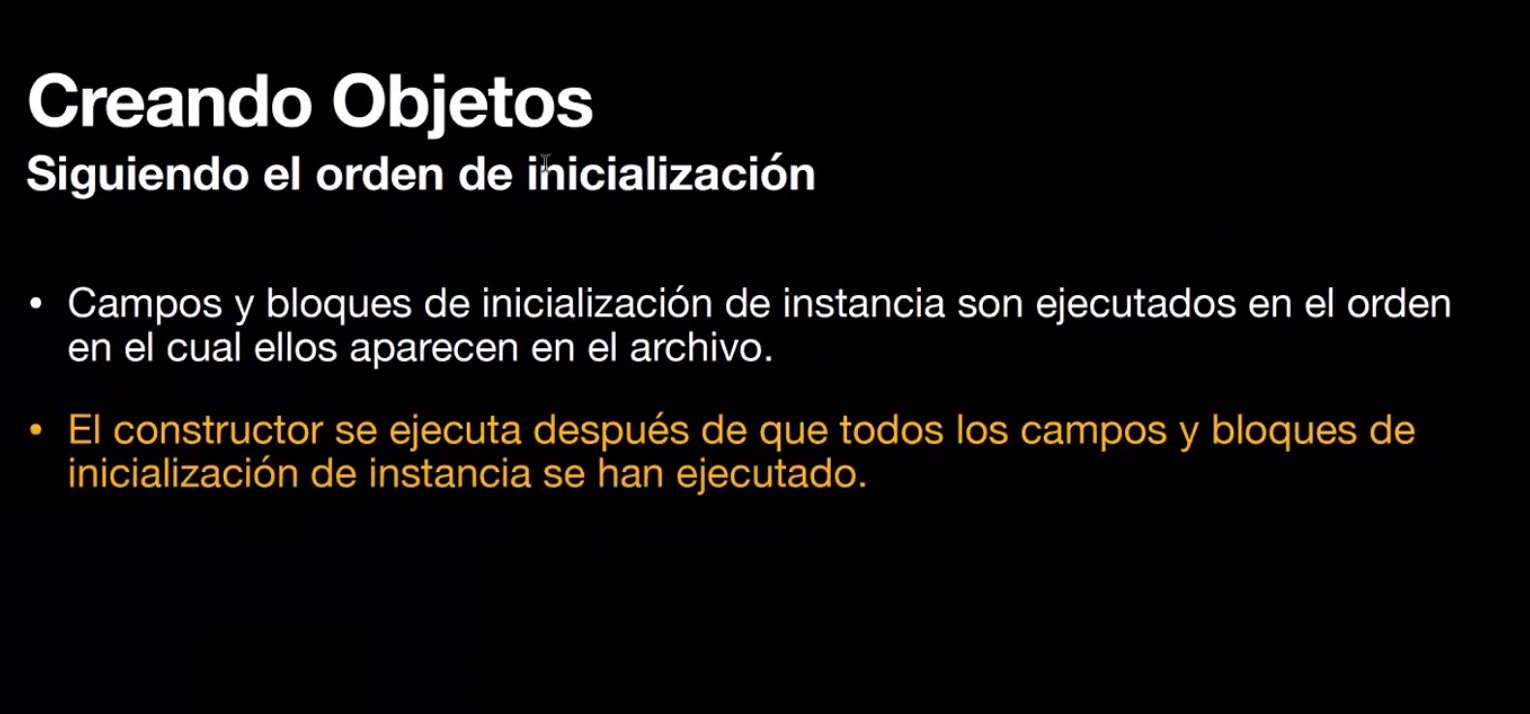 Creando Objetos
Siguiendo el orden de inicialización
• Campos y bloques de inicialización de instancia son ejecutados en el orden
en el cual ellos aparecen en el archivo.
• El constructor se ejecuta después de que todos los campos y bloques de
inicialización de instancia se han ejecutado.